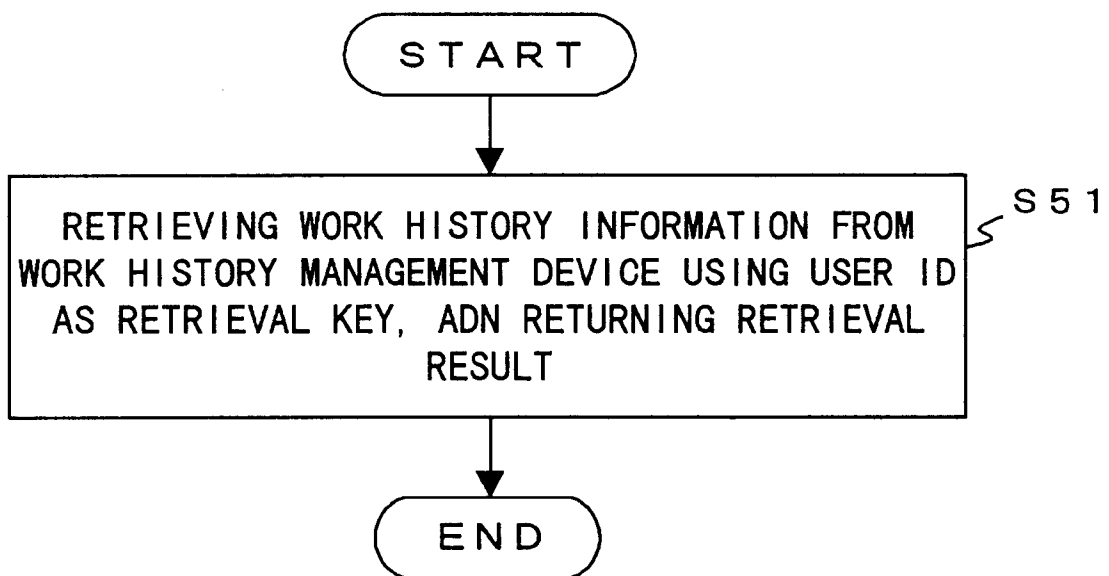 START
RETRIEVING WORK HISTORY INFORMATION FROM
WORK HISTORY MANAGEMENT DEVICE USING USER ID
AS RETRIEVAL KEY, ADN RETURNING RETRIEVAL
RESULT
S51
END